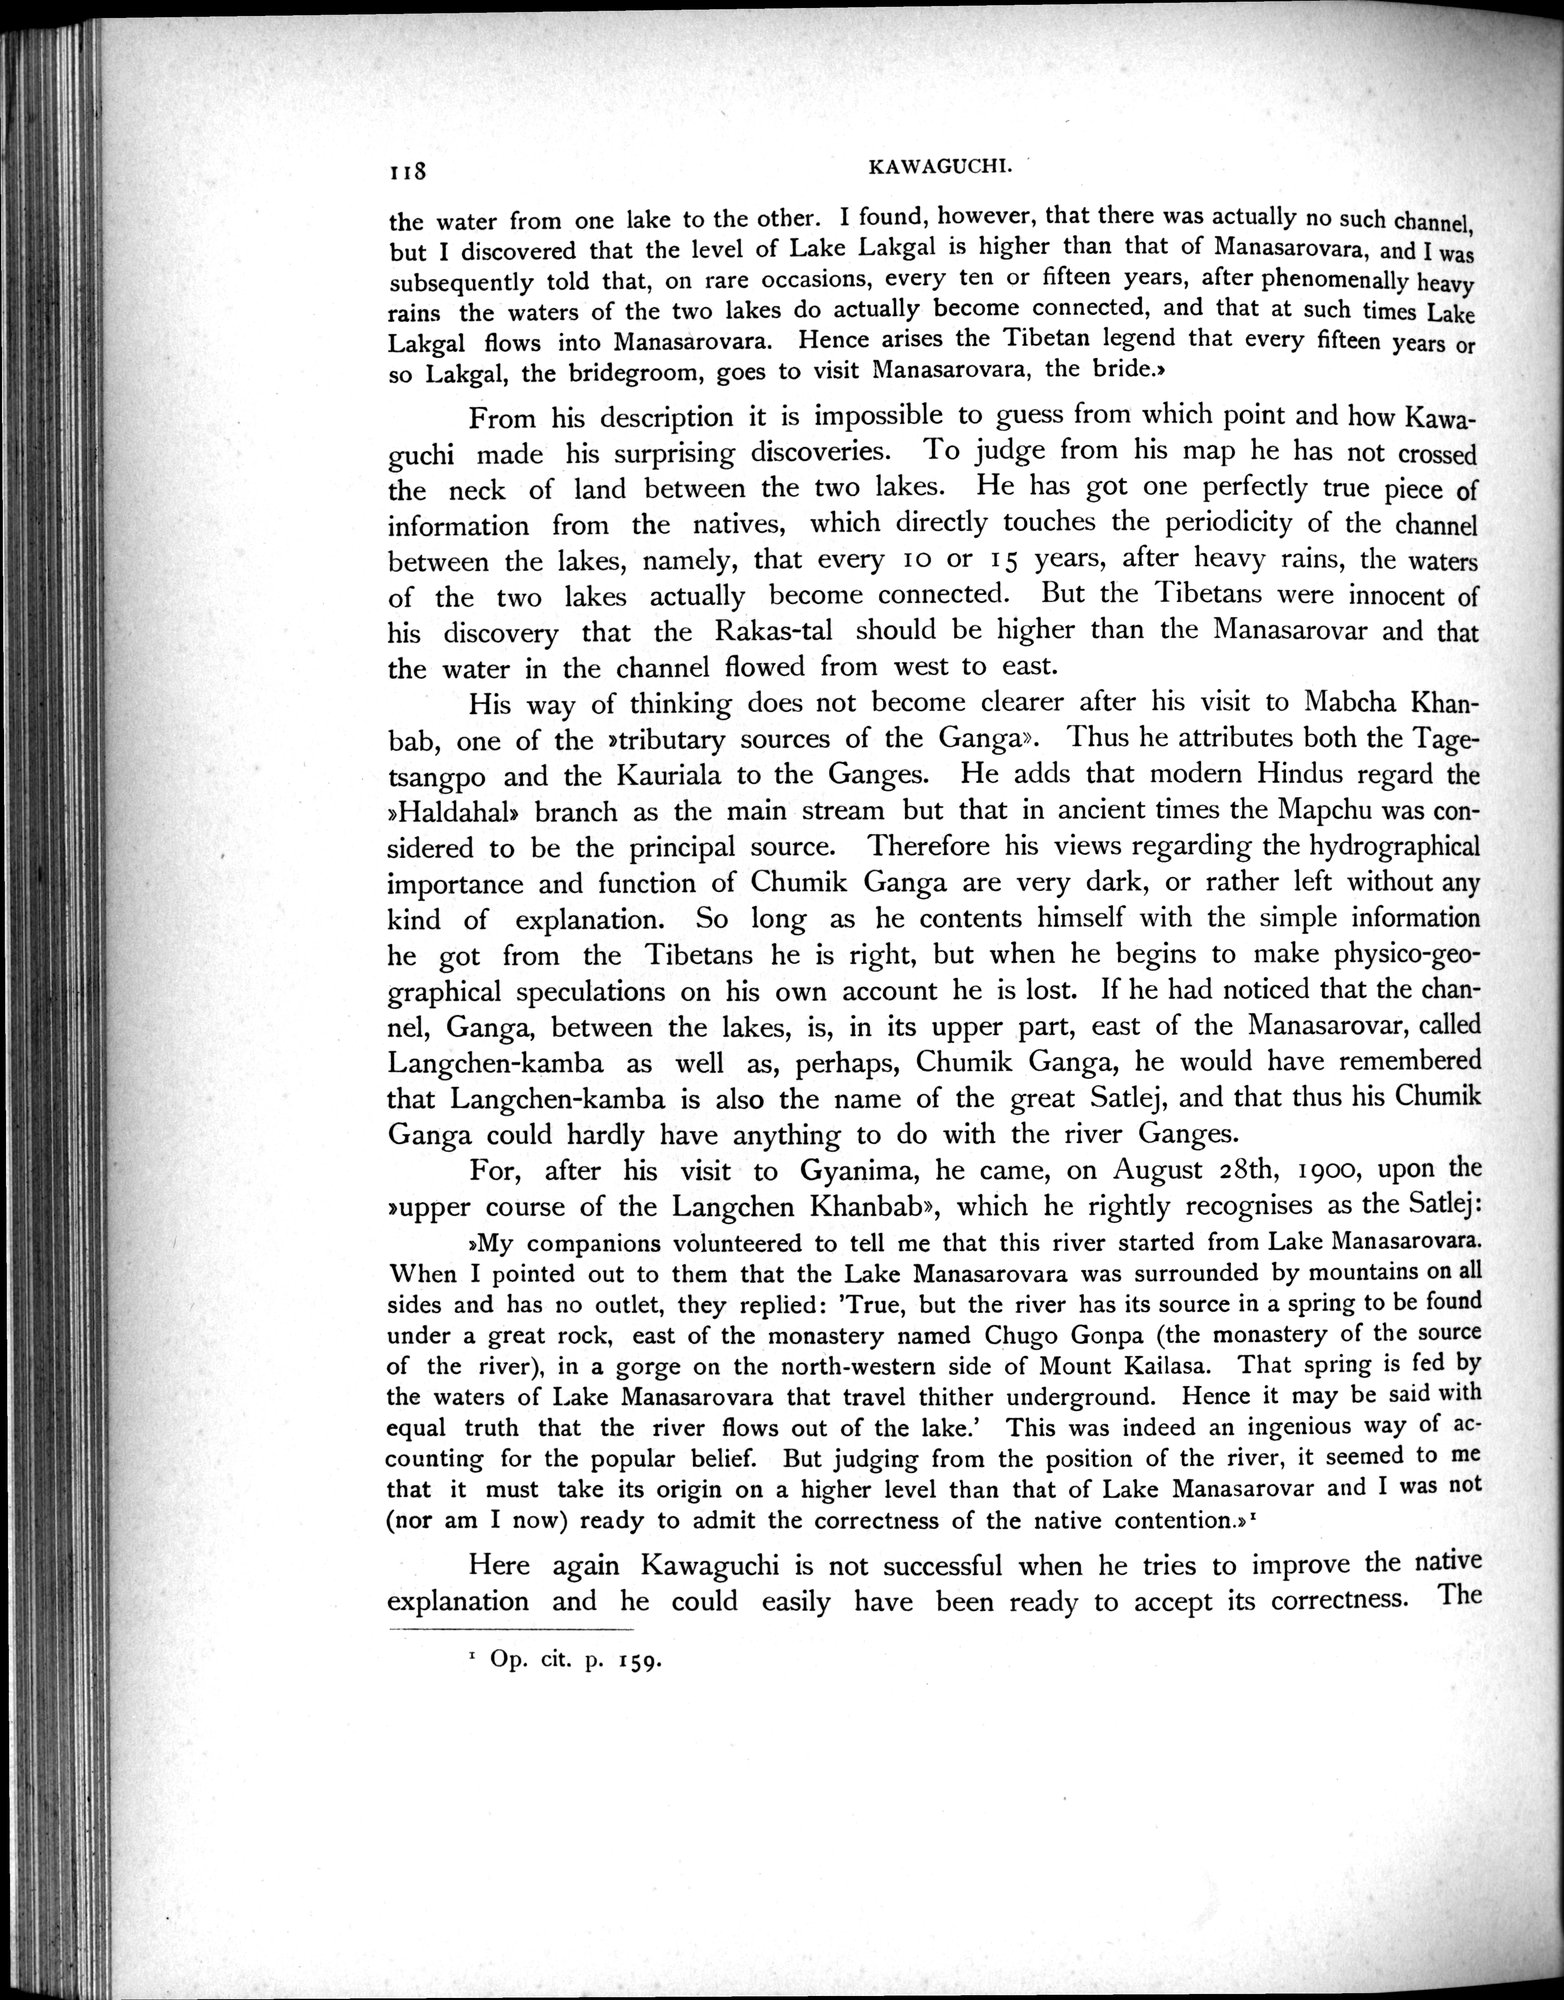 118
KAWAGUCHI.
the water from one lake to the other. I found, however, that there was actually no such channel,
but I discovered that the level of Lake Lakgal is higher than that of Manasarovara, and I was
subsequently told that, on rare occasions, every ten or fifteen years, after phenomenally heavy
rains the waters of the two lakes do actually become connected, and that at such times Lake
Lakgal flows into Manasarovara. Hence arises the Tibetan legend that every fifteen years or
so Lakgal, the bridegroom, goes to visit Manasarovara, the bride.»
From his description it is impossible to guess from which point and how Kawa-
guchi made his surprising discoveries. To judge from his map he has not crossed
the neck of land between the two lakes. He has got one perfectly true piece of
information from the natives, which directly touches the periodicity of the channel
between the lakes, namely, that every 10 or 15 years, after heavy rains, the waters
of the two lakes actually become connected. But the Tibetans were innocent of
his discovery that the Rakas-tal should be higher than the Manasarovar and that
the water in the channel flowed from west to east.
His way of thinking does not become clearer after his visit to Mabcha Khan-
bab, one of the »tributary sources of the Ganga». Thus he attributes both the Tage-
tsangpo and the Kauriala to the Ganges. He adds that modern Hindus regard the
»Haldahal» branch as the main stream but that in ancient times the Mapchu was con-
sidered to be the principal source. Therefore his views regarding the hydrographical
importance and function of Chumik Ganga are very dark, or rather left without any
kind of explanation. So long as he contents himself with the simple information
he got from the Tibetans he is right, but when he begins to make physico-geo-
graphical speculations on his own account he is lost. If he had noticed that the chan-
nel, Ganga, between the lakes, is, in its upper part, east of the Manasarovar, called
Langchen-kamba as well as, perhaps, Chumik Ganga, he would have remembered
that Langchen-kamba is also the name of the great Satlej, and that thus his Chumik
Ganga could hardly have anything to do with the river Ganges.
For, after his visit to Gyanima, he came, on August 28th, 1900, upon the
»upper course of the Langchen Khanbab», which he rightly recognises as the Satlej:
»My companions volunteered to tell me that this river started from Lake Manasarovara.
When I pointed out to them that the Lake Manasarovara was surrounded by mountains on all
sides and has no outlet, they replied: 'True, but the river has its source in a spring to be found
under a great rock, east of the monastery named Chugo Gonpa (the monastery of the source
of the river), in a gorge on the north-western side of Mount Kailasa. That spring is fed by
the waters of Lake Manasarovara that travel thither underground. Hence it may be said with
equal truth that the river flows out of the lake.' This was indeed an ingenious way of ac-
counting for the popular belief. But judging from the position of the river, it seemed to me
that it must take its origin on a higher level than that of Lake Manasarovar and I was not
(nor am I now) ready to admit the correctness of the native contention.»¹
Here again Kawaguchi is not successful when he tries to improve the native
explanation and he could easily have been ready to accept its correctness. The
¹ Op. cit. p. 159.